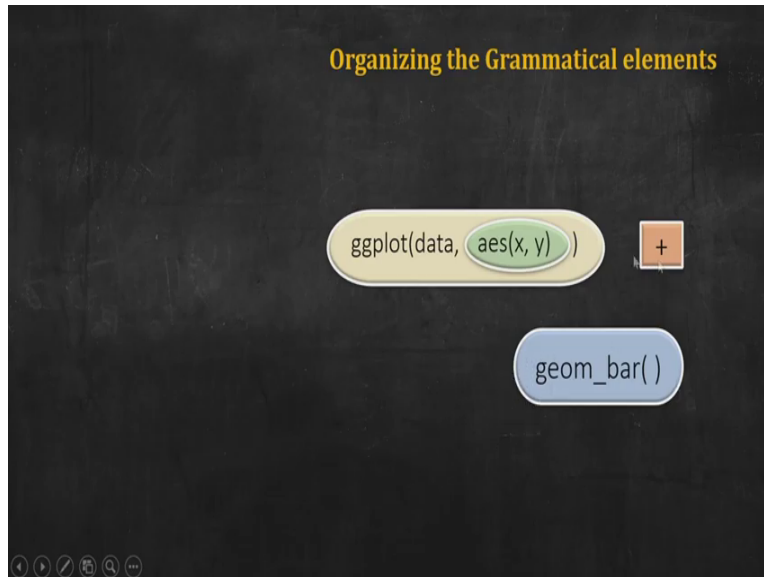 Organizing the Grammatical elements
ggplot(data, aes(x, y) )
+
geom_bar( )